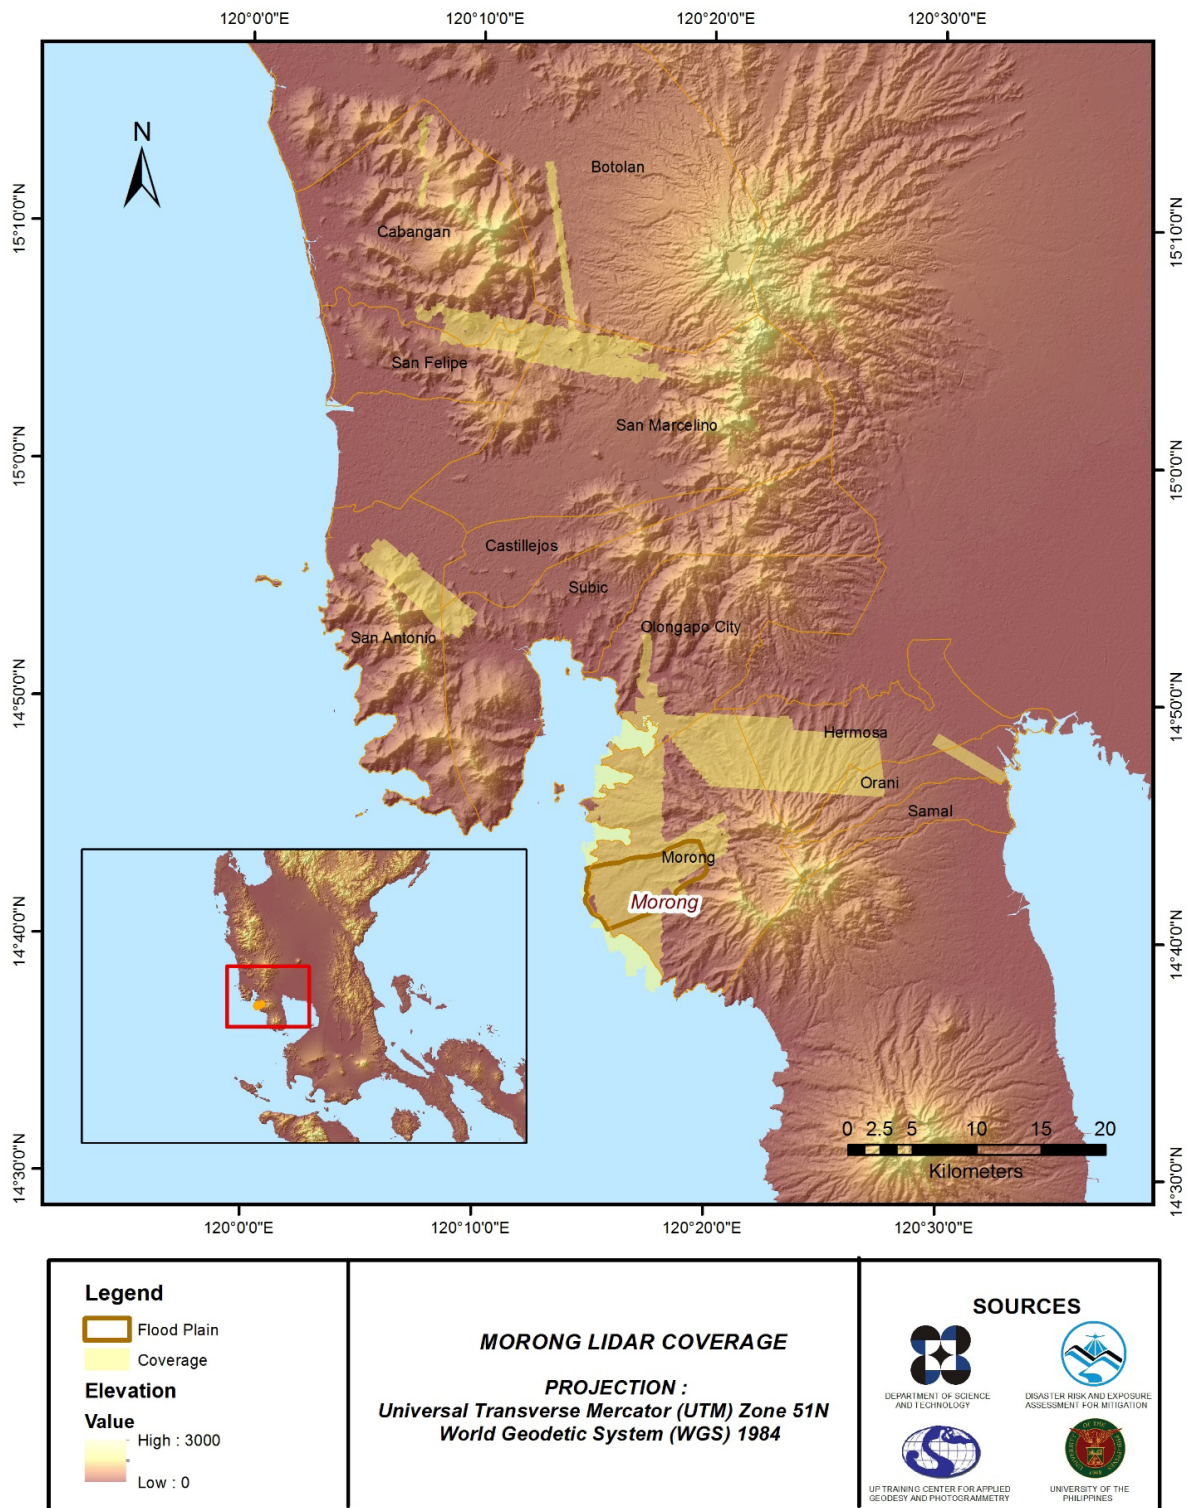 120°0'0"E
120°10'0"E
120°20'0"E
120°30'0"E
N
Botolan
15°10'0"N
15°10'0"N
Cabangan
San Felipe
San Marcelino
15°0'0"N
15°0'0"N
Castillejos
Subic
Olongapo City
San Antonio
14°50'0"N
14°50'0"N
Hermosa
Orani
Samal
Morong
Morong
14°40'0"N
14°40'0"N
0 2.5 5 10 15 20
Kilometers
14°30'0"N
14°30'0"N
120°0'0"E
120°10'0"E
120°20'0"E
120°30'0"E
Legend
Flood Plain
Coverage
Elevation
Value
High : 3000
Low : 0
MORONG LIDAR COVERAGE
PROJECTION :
Universal Transverse Mercator (UTM) Zone 51N
World Geodetic System (WGS) 1984
SOURCES
DEPARTMENT OF SCIENCE
AND TECHNOLOGY
DISASTER RISK AND EXPOSURE
ASSESSMENT FOR MITIGATION
UP TRAINING CENTER FOR APPLIED
GEODESY AND PHOTOGRAMMETRY
UNIVERSITY OF THE
PHILIPPINES